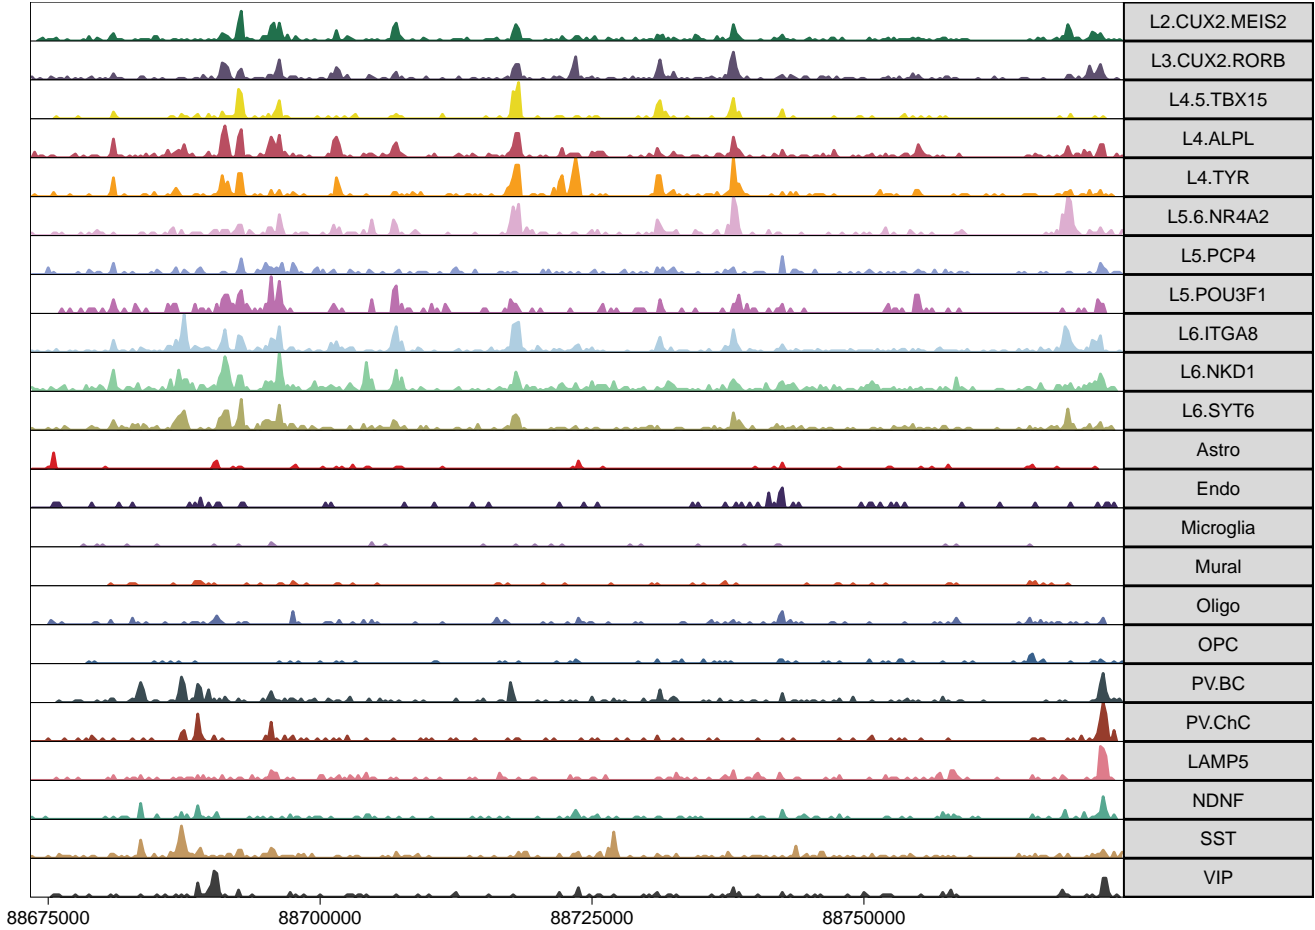 L2.CUX2.MEIS2
L3.CUX2.RORB
L4.5.TBX15
L4.ALPL
L4.TYR
L5.6.NR4A2
L5.PCP4
L5.POU3F1
L6.ITGA8
L6.NKD1
L6.SYT6
Astro
Endo
Microglia
Mural
Oligo
OPC
PV.BC
PV.ChC
LAMP5
NDNF
SST
VIP
88675000 88700000 88725000 88750000